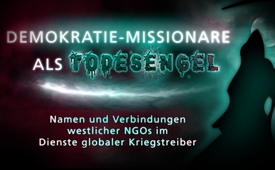 DEMOKRATIE-MISSIONARE
ALS TODESENGEL
Namen und Verbindungen
westlicher NGOs im
Dienste globaler Kriegstreiber